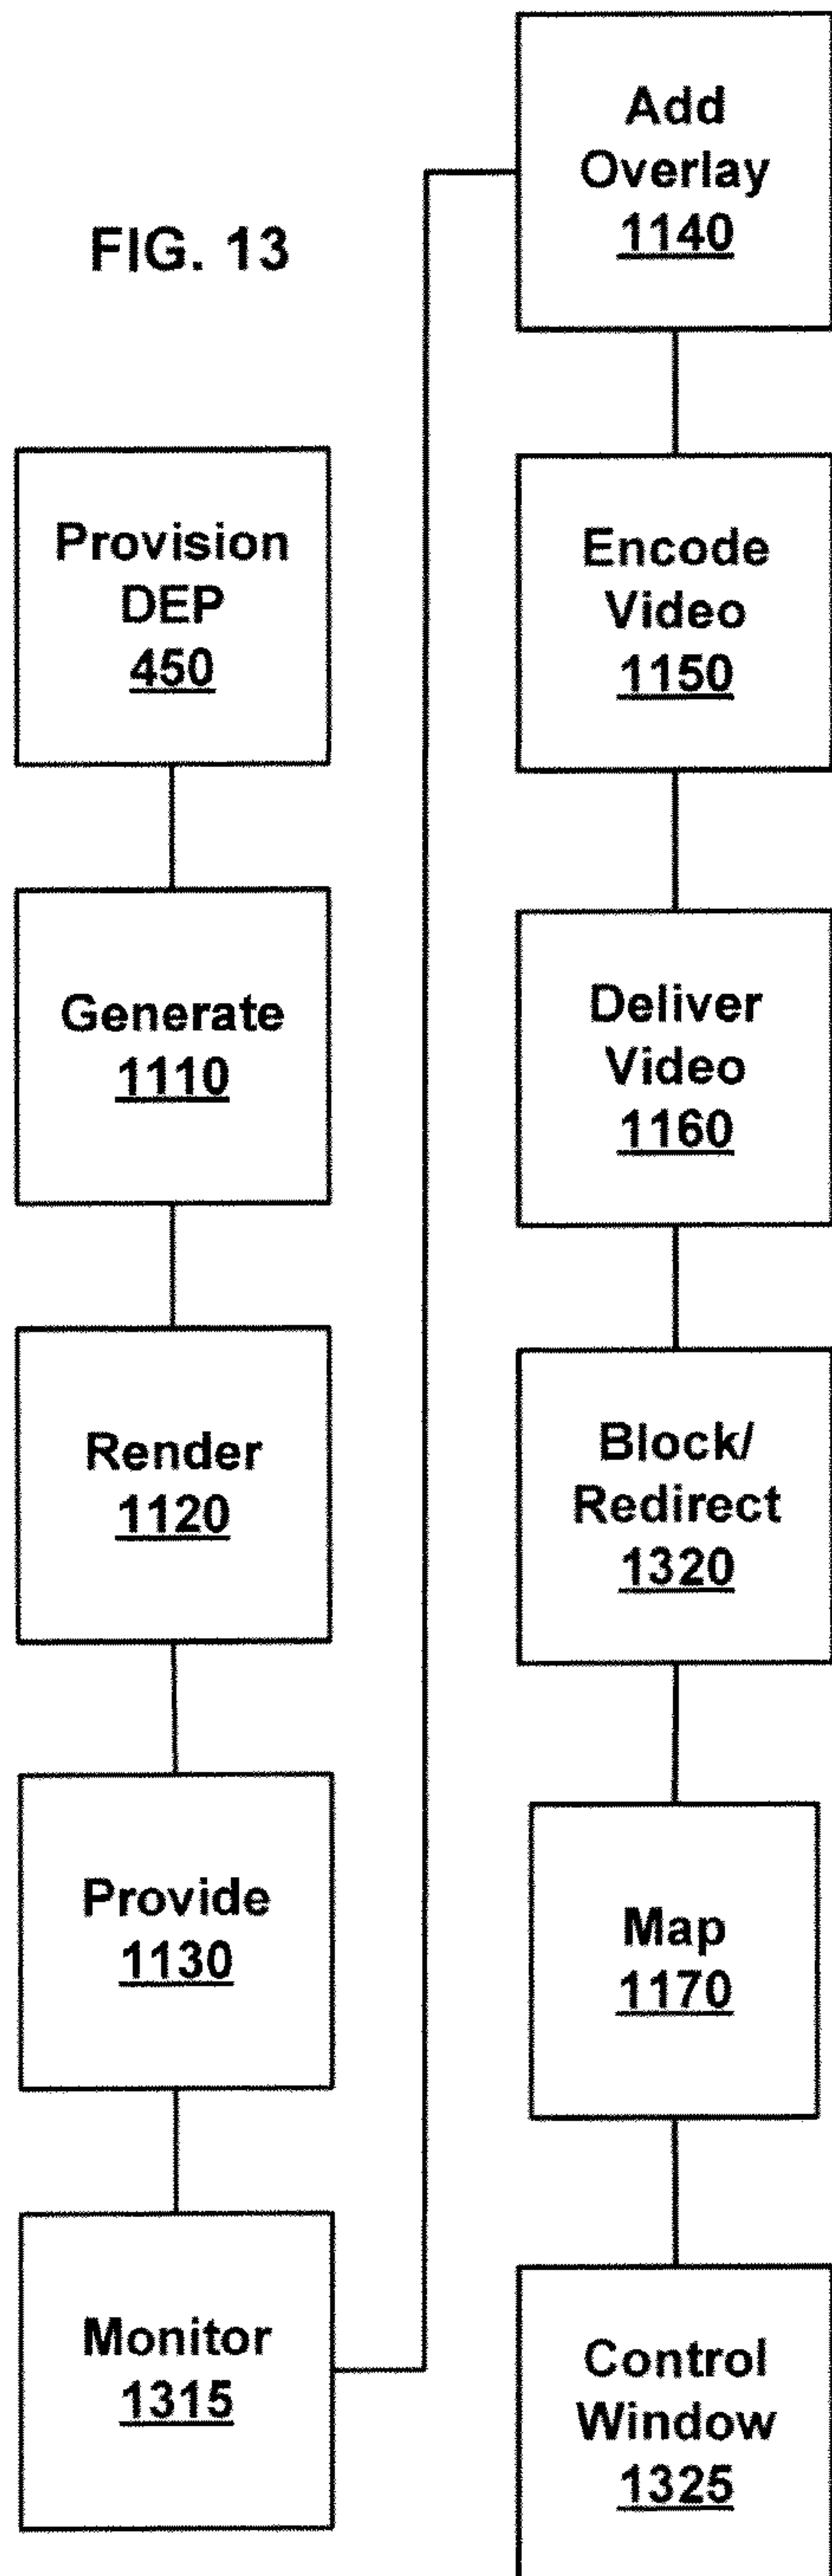 FIG. 13
Provision
DEP
450
Generate
1110
Render
1120
Provide
1130
Monitor
1315
Add
Overlay
1140
Encode
Video
1150
Deliver
Video
1160
Block/
Redirect
1320
Map
1170
Control
Window
1325